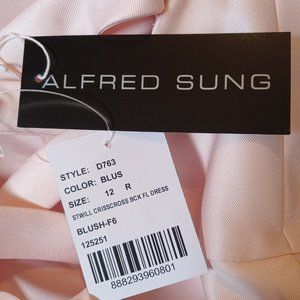 ALFRED SUNG
STYLE: D763
COLOR: BLUS
SIZE: 12 R
STWILL CRISSCROSS BCK FL DRESS
BLUSH-F6
125251
888293960801